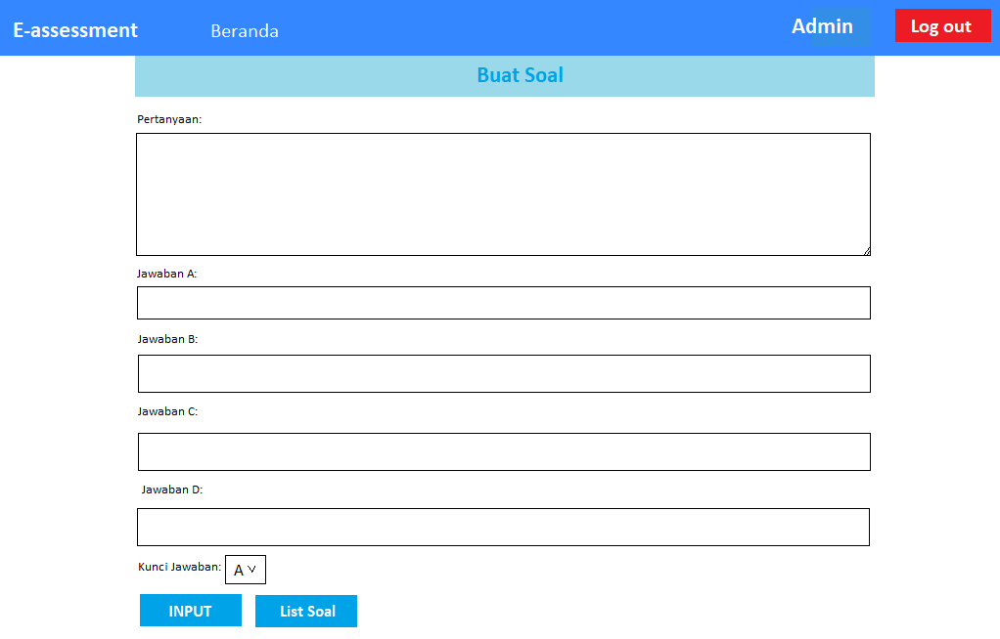 E-assessment Beranda Admin Log out
Buat Soal
Pertanyaan:
Jawaban A:
Jawaban B:
Jawaban C:
Jawaban D:
Kunci Jawaban: A
INPUT List Soal